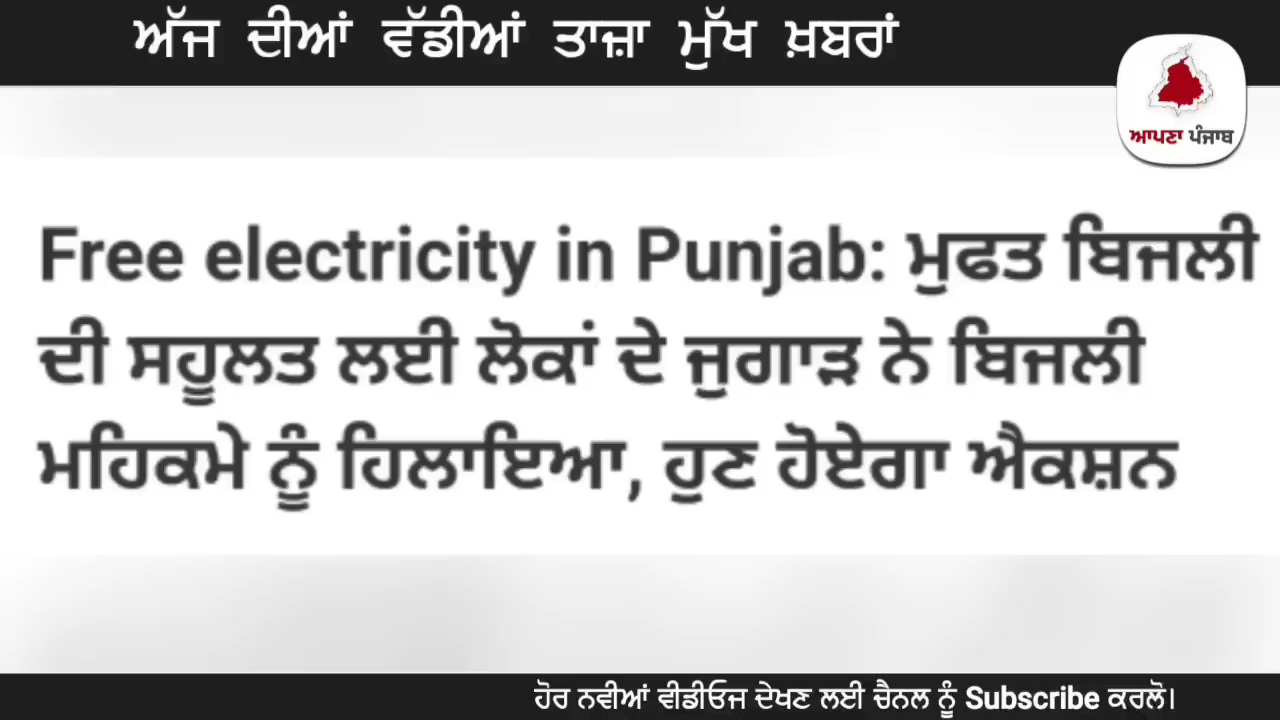 ਅੱਜ ਦੀਆਂ ਵੱਡੀਆਂ ਤਾਜ਼ਾ ਮੁੱਖ ਖ਼ਬਰਾਂ
ਆਪਣਾ ਪੰਜਾਬ
Free electricity in Punjab: ਮੁਫਤ ਬਿਜਲੀ
ਦੀ ਸਹੂਲਤ ਲਈ ਲੋਕਾਂ ਦੇ ਜੁਗਾੜ ਨੇ ਬਿਜਲੀ
ਮਹਿਕਮੇ ਨੂੰ ਹਿਲਾਇਆ, ਹੁਣ ਹੋਏਗਾ ਐਕਸ਼ਨ
ਹੋਰ ਨਵੀਆਂ ਵੀਡੀਓਜ ਦੇਖਣ ਲਈ ਚੈਨਲ ਨੂੰ Subscribe ਕਰਲੋ।